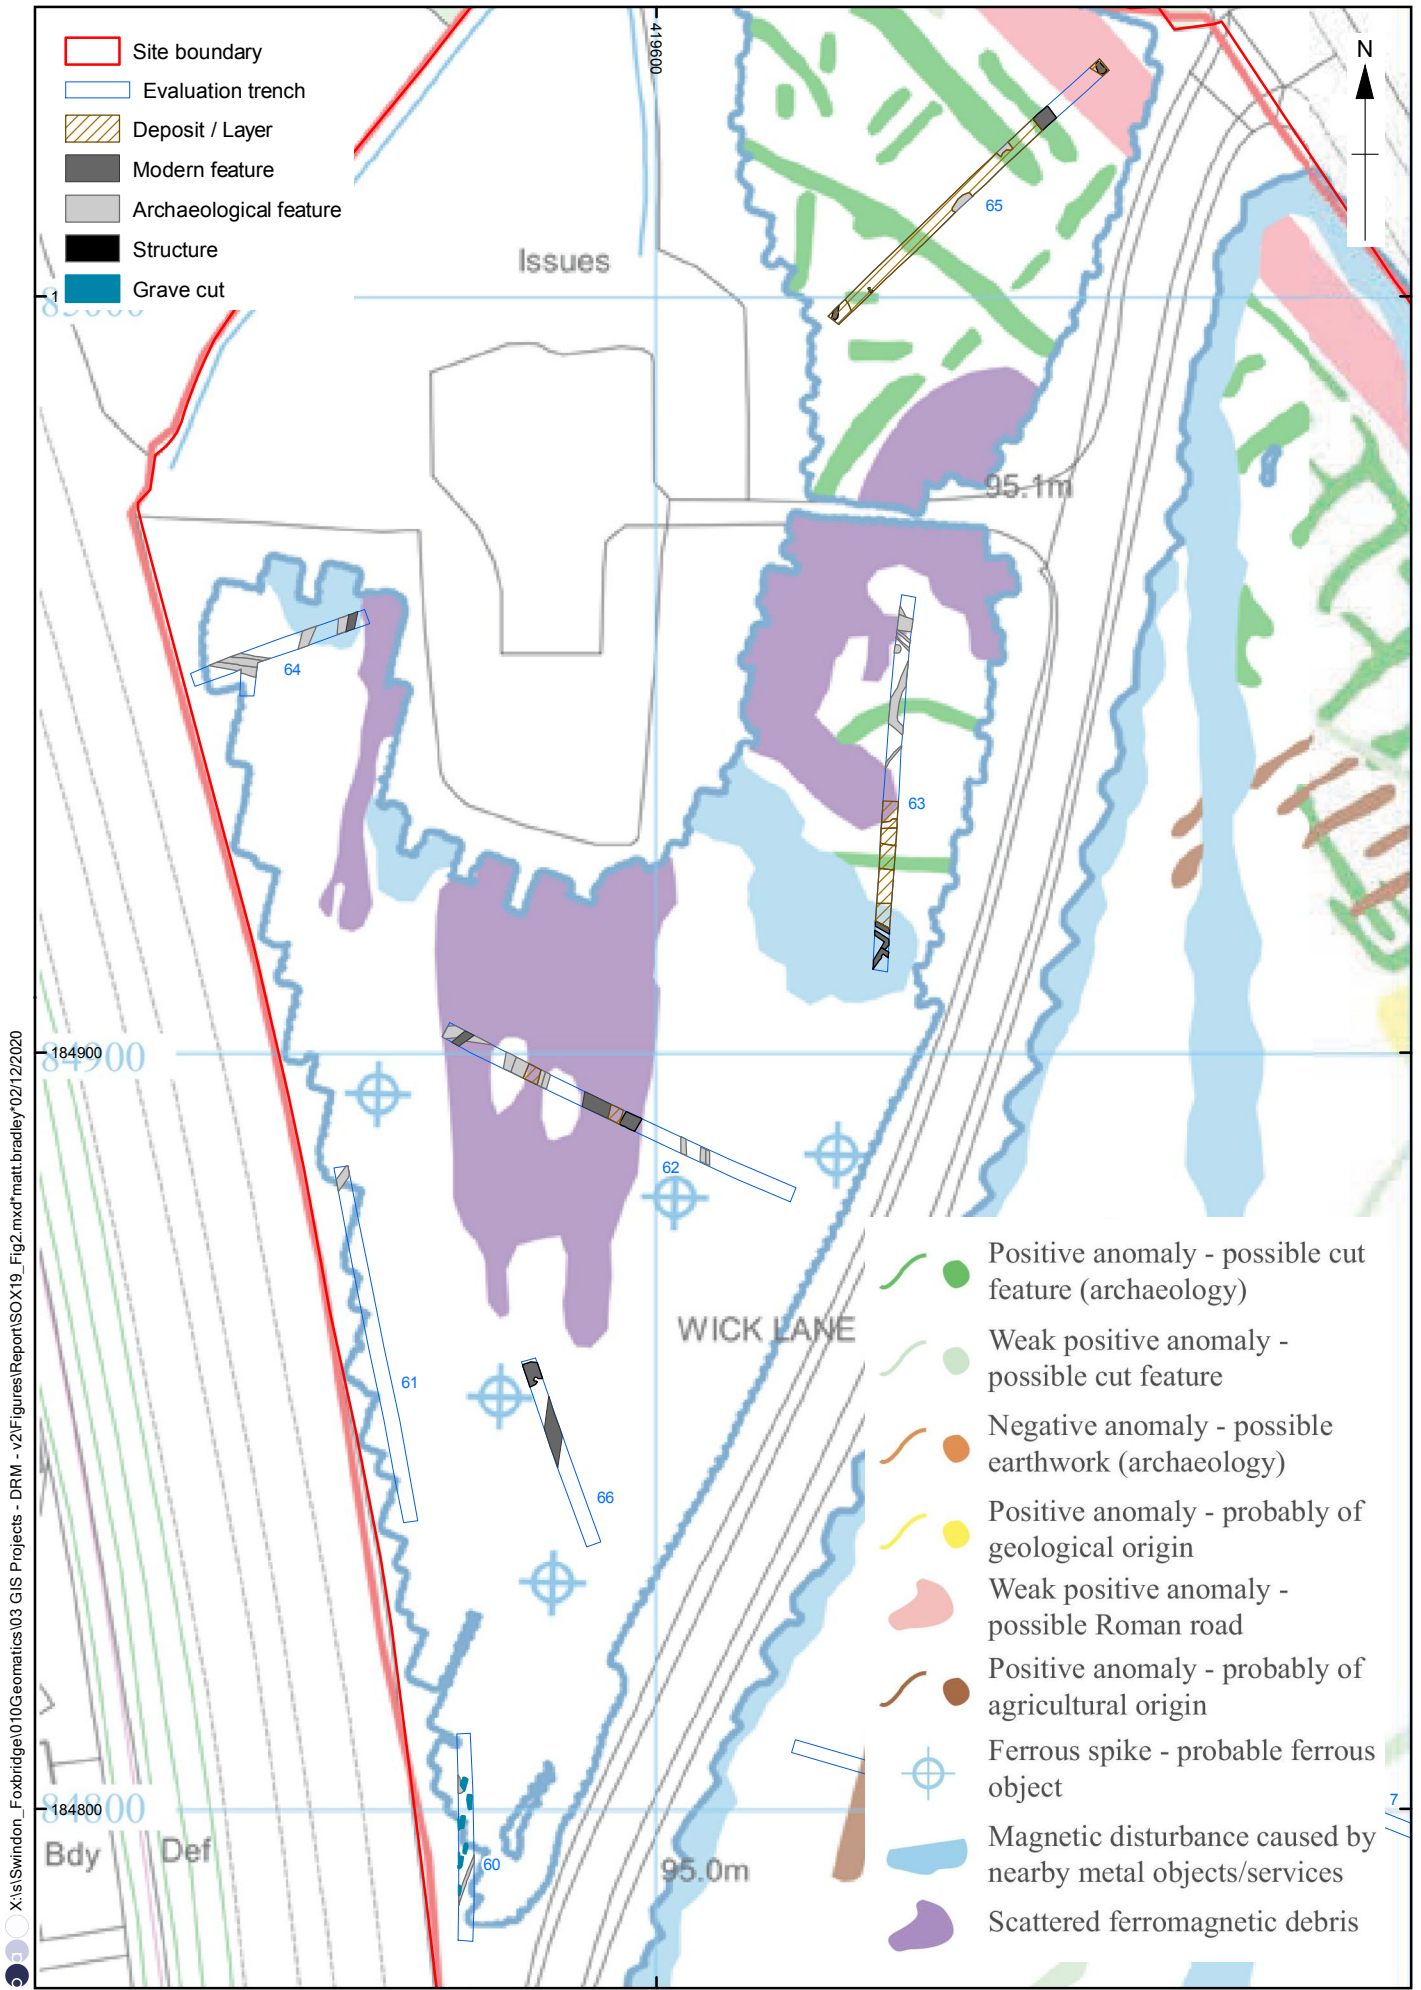 Site boundary
Evaluation trench
Deposit / Layer
Modern feature
Archaeological feature
Structure
Grave cut
419600
N
65
Issues
95.1m
64
63
84900
184900
62
WICK LANE
61
66
84800
184800
Bdy
Def
60
95.0m
7
Positive anomaly - possible cut
feature (archaeology)
Weak positive anomaly -
possible cut feature
Negative anomaly - possible
earthwork (archaeology)
Positive anomaly - probably of
geological origin
Weak positive anomaly -
possible Roman road
Positive anomaly - probably of
agricultural origin
Ferrous spike - probable ferrous
object
Magnetic disturbance caused by
nearby metal objects/services
Scattered ferromagnetic debris
X:\s\Swindon_Foxbridge\010Geomatics\03 GIS Projects - DRM - v2\Figures\Report\SOX19_Fig2.mxd*matt.bradley*02/12/2020